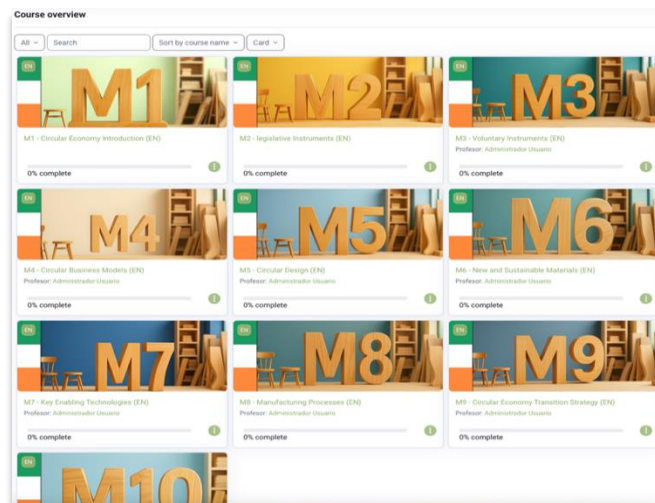 Course overview
All Search Sort by course name Card
EN M1 EN M2 EN M3
M1 - Circular Economy Introduction (EN)
0% complete
M2 - legislative Instruments (EN)
0% complete
M3 - Voluntary Instruments (EN)
Profesor: Administrador Usuario
0% complete
EN M4 EN M5 EN M6
M4 - Circular Business Models (EN)
Profesor: Administrador Usuario
0% complete
M5 - Circular Design (EN)
Profesor: Administrador Usuario
0% complete
M6 - New and Sustainable Materials (EN)
Profesor: Administrador Usuario
0% complete
EN M7 EN M8 EN M9
M7 - Key Enabling Technologies (EN)
Profesor: Administrador Usuario
0% complete
M8 - Manufacturing Processes (EN)
Profesor: Administrador Usuario
0% complete
M9 - Circular Economy Transition Strategy (EN)
Profesor: Administrador Usuario
0% complete
EN M10